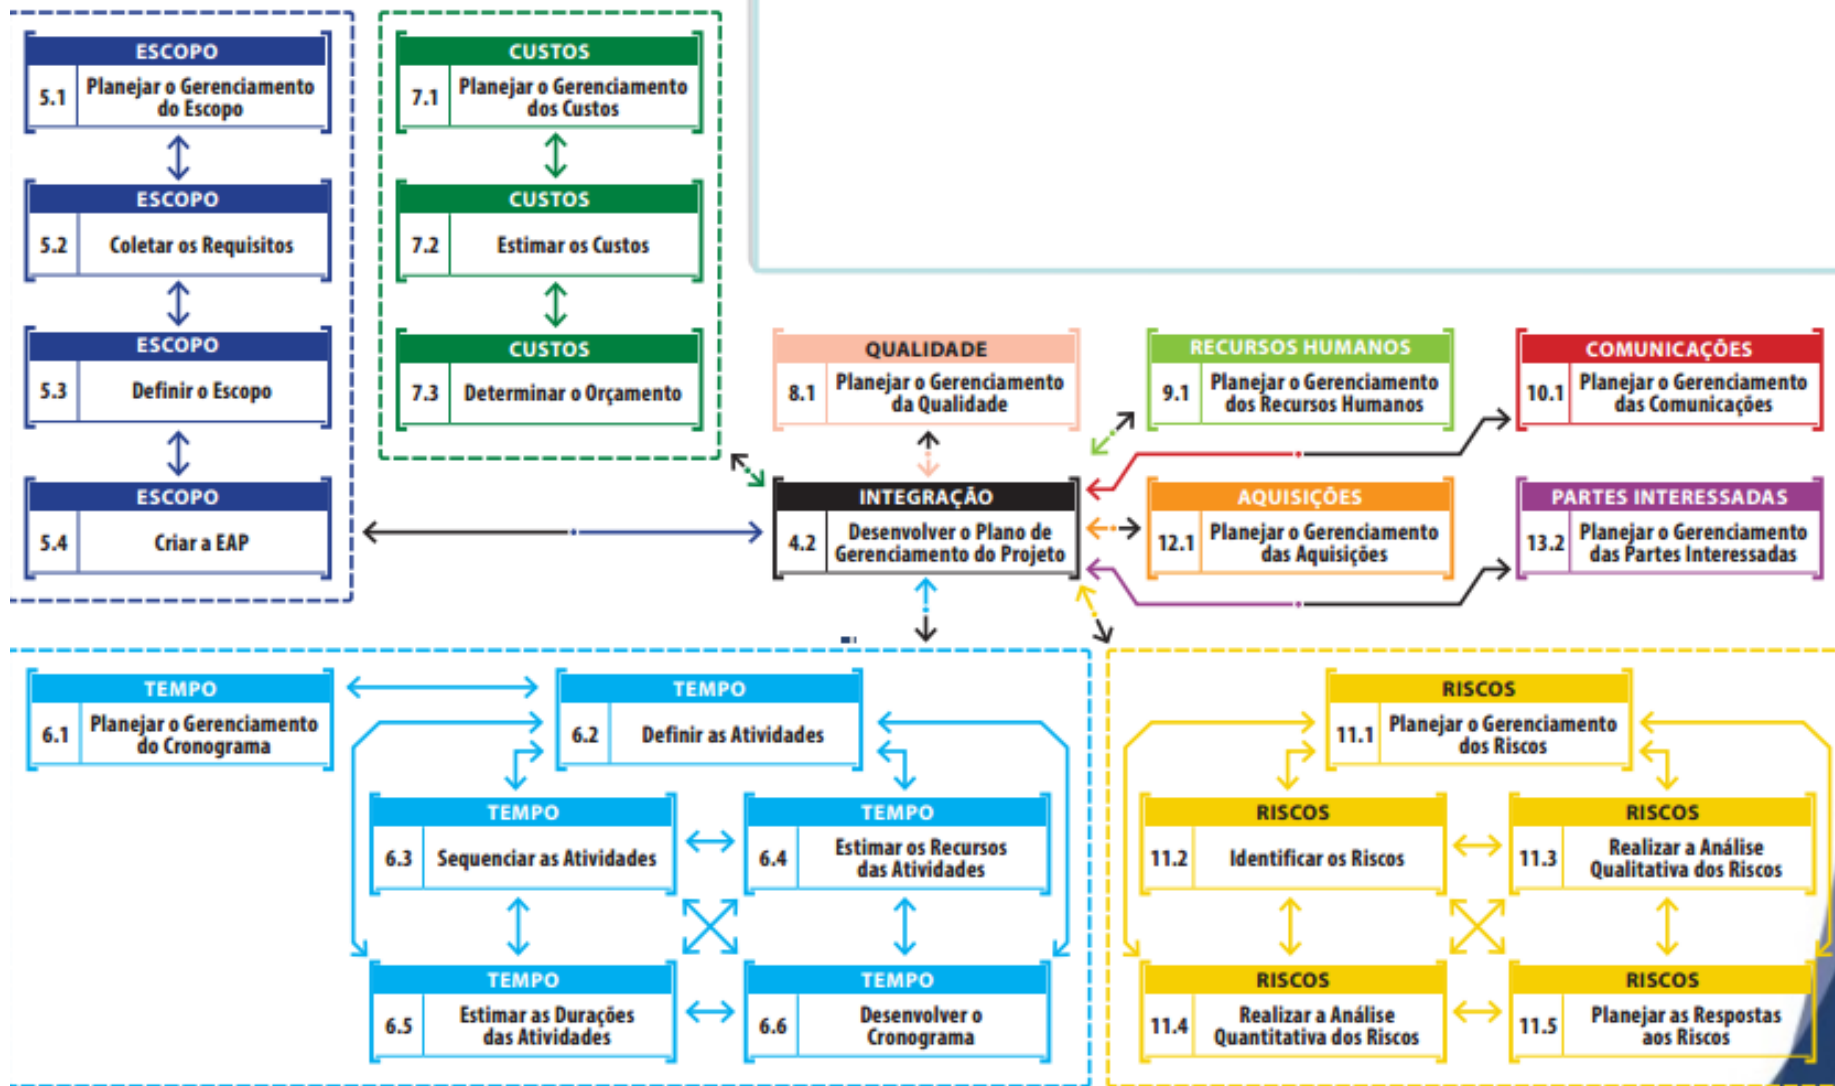 ESCOPO
5.1
Planejar o Gerenciamento
do Escopo
ESCOPO
5.2
Coletar os Requisitos
ESCOPO
5.3
Definir o Escopo
ESCOPO
5.4
Criar a EAP
CUSTOS
7.1
Planejar o Gerenciamento
dos Custos
CUSTOS
7.2
Estimar os Custos
CUSTOS
7.3
Determinar o Orçamento
QUALIDADE
8.1
Planejar o Gerenciamento
da Qualidade
RECURSOS HUMANOS
9.1
Planejar o Gerenciamento
dos Recursos Humanos
COMUNICAÇÕES
10.1
Planejar o Gerenciamento
das Comunicações
INTEGRAÇÃO
4.2
Desenvolver o Plano de
Gerenciamento do Projeto
AQUISIÇÕES
12.1
Planejar o Gerenciamento
das Aquisições
PARTES INTERESSADAS
13.2
Planejar o Gerenciamento
das Partes Interessadas
TEMPO
6.1
Planejar o Gerenciamento
do Cronograma
TEMPO
6.2
Definir as Atividades
TEMPO
6.3
Sequenciar as Atividades
TEMPO
6.4
Estimar os Recursos
das Atividades
TEMPO
6.5
Estimar as Durações
das Atividades
TEMPO
6.6
Desenvolver o
Cronograma
RISCOS
11.1
Planejar o Gerenciamento
dos Riscos
RISCOS
11.2
Identificar os Riscos
RISCOS
11.3
Realizar a Análise
Qualitativa dos Riscos
RISCOS
11.4
Realizar a Análise
Quantitativa dos Riscos
RISCOS
11.5
Planejar as Respostas
aos Riscos